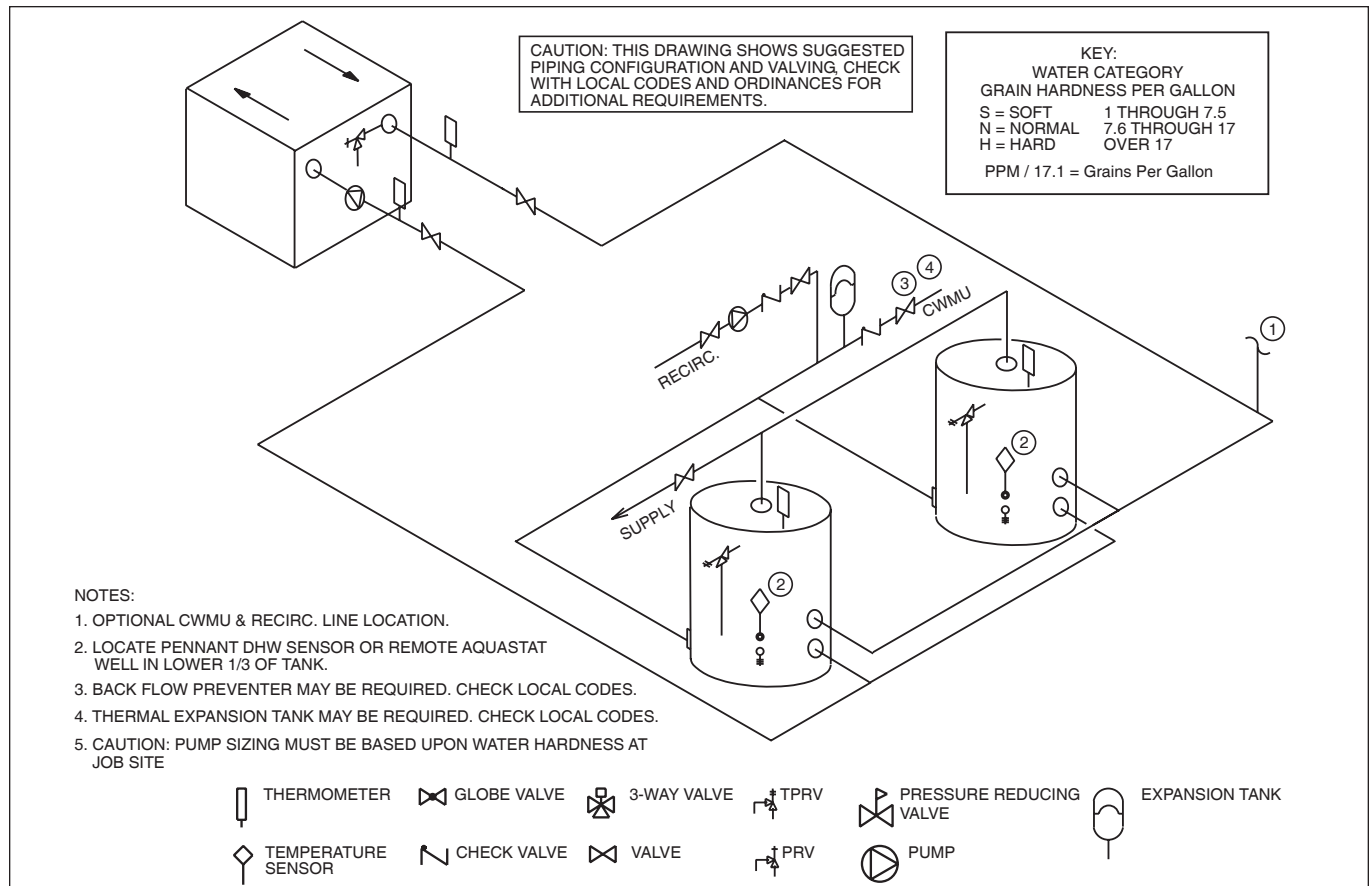 CAUTION: THIS DRAWING SHOWS SUGGESTED
PIPING CONFIGURATION AND VALVING, CHECK
WITH LOCAL CODES AND ORDINANCES FOR
ADDITIONAL REQUIREMENTS.
KEY:
WATER CATEGORY
GRAIN HARDNESS PER GALLON
S = SOFT 1 THROUGH 7.5
N = NORMAL 7.6 THROUGH 17
H = HARD OVER 17
PPM / 17.1 = Grains Per Gallon
3
4
CWMU
RECIRC.
1
2
SUPPLY
2
NOTES:
1. OPTIONAL CWMU & RECIRC. LINE LOCATION.
2. LOCATE PENNANT DHW SENSOR OR REMOTE AQUASTAT
WELL IN LOWER 1/3 OF TANK.
3. BACK FLOW PREVENTER MAY BE REQUIRED. CHECK LOCAL CODES.
4. THERMAL EXPANSION TANK MAY BE REQUIRED. CHECK LOCAL CODES.
5. CAUTION: PUMP SIZING MUST BE BASED UPON WATER HARDNESS AT
JOB SITE
THERMOMETER
GLOBE VALVE
3-WAY VALVE
TPRV
PRESSURE REDUCING
VALVE
EXPANSION TANK
TEMPERATURE
SENSOR
CHECK VALVE
VALVE
PRV
PUMP